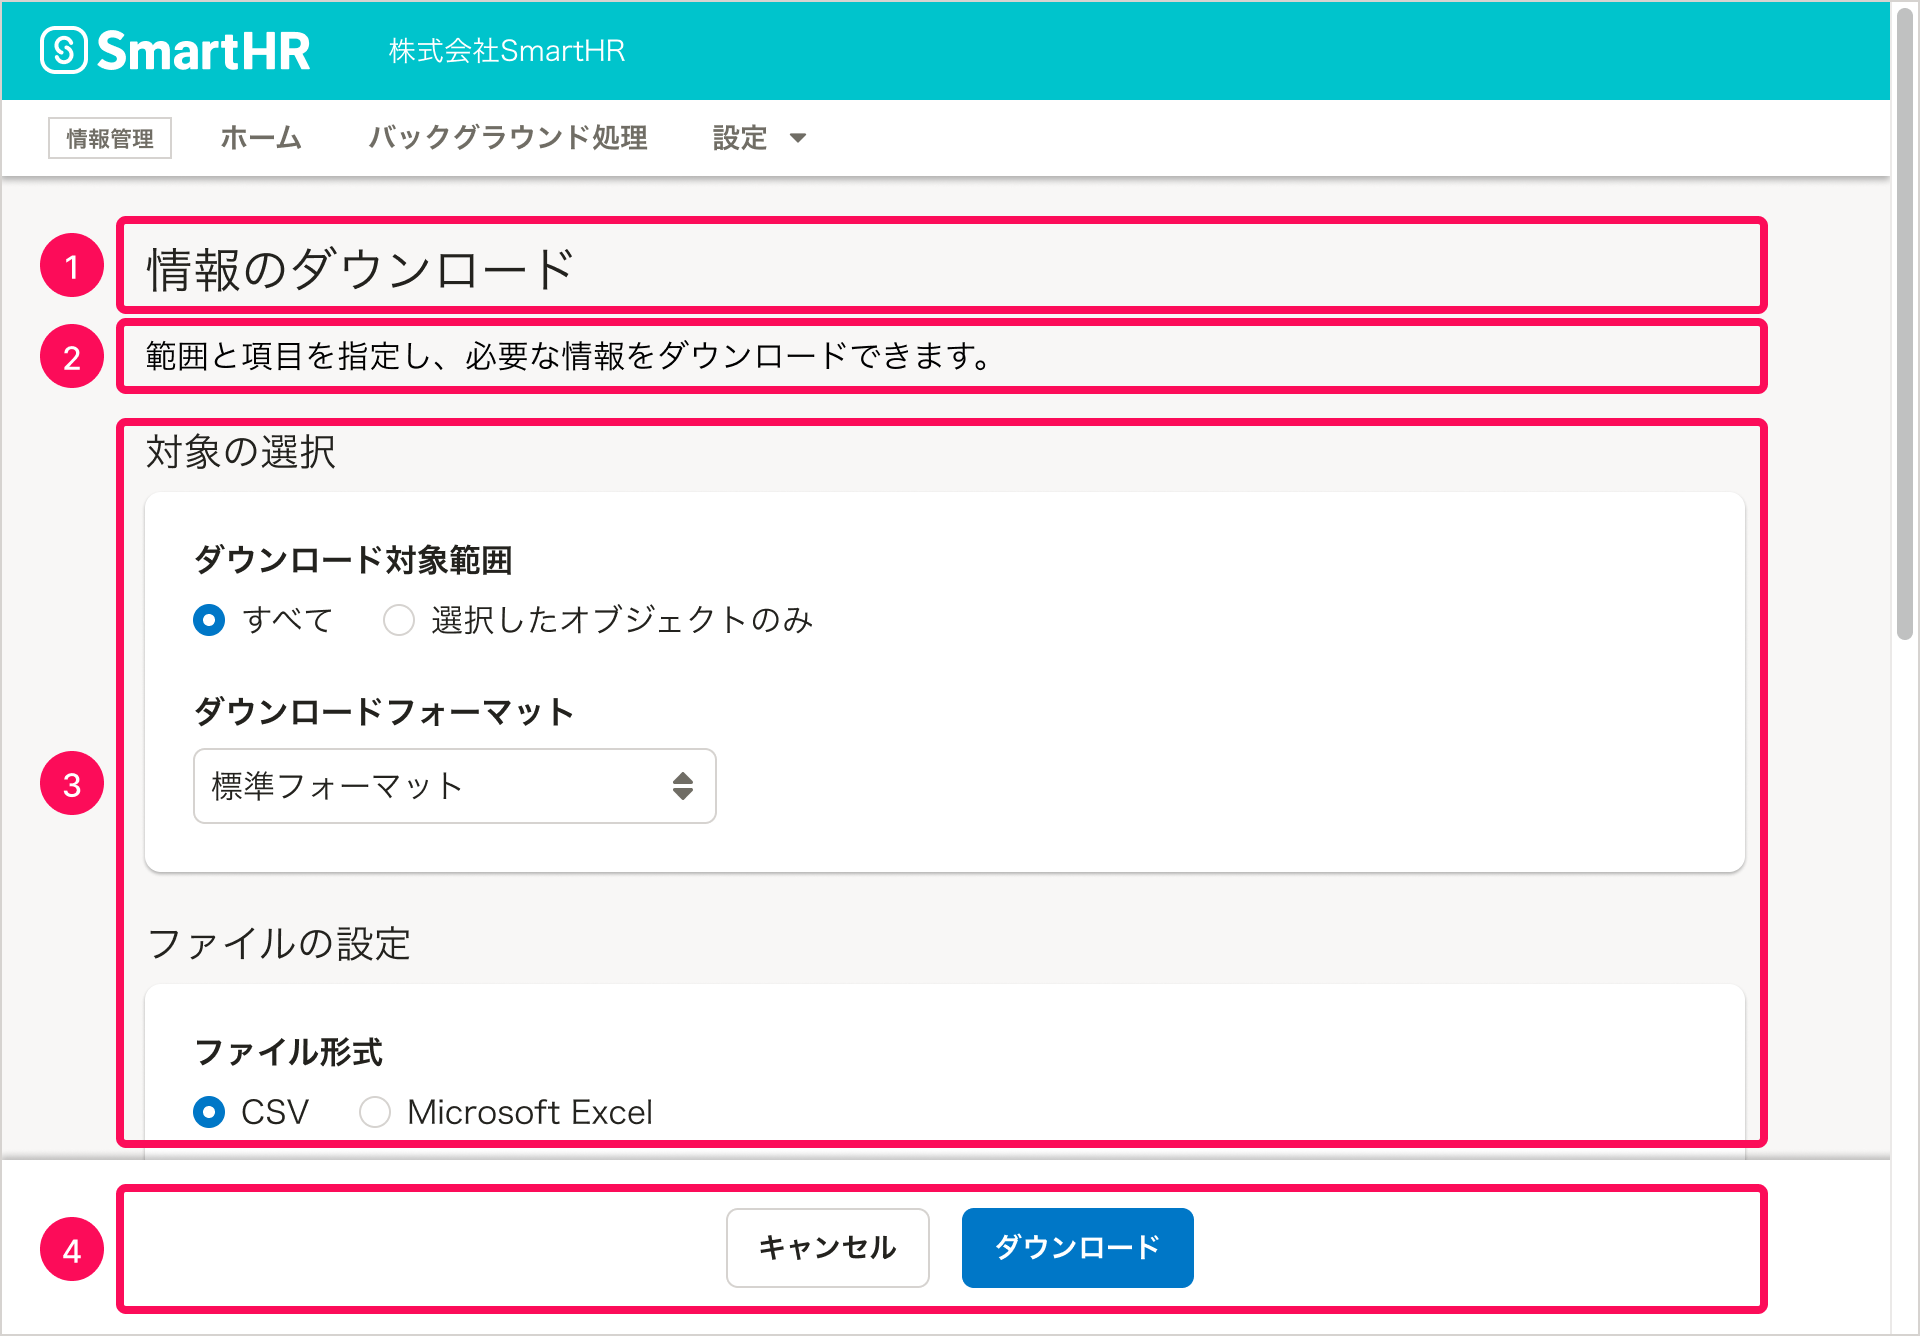 SmartHR 株式会社SmartHR
情報管理 ホーム バックグラウンド処理 設定
1 情報のダウンロード
2 範囲と項目を指定し、必要な情報をダウンロードできます。
対象の選択
ダウンロード対象範囲
すべて 選択したオブジェクトのみ
ダウンロードフォーマット
3 標準フォーマット
ファイルの設定
ファイル形式
CSV Microsoft Excel
4 キャンセル ダウンロード